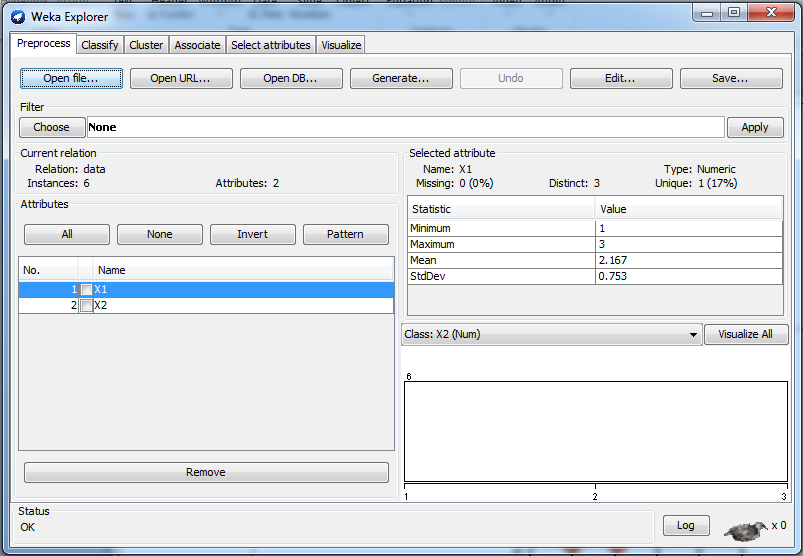 Weka Explorer
Preprocess Classify Cluster Associate Select attributes Visualize
Open file... Open URL... Open DB... Generate... Undo Edit... Save...
Filter
Choose None Apply
Current relation
Relation: data
Instances: 6 Attributes: 2
Attributes
All None Invert Pattern
No. Name
1 X1
2 X2
Remove
Selected attribute
Name: X1 Type: Numeric
Missing: 0 (0%) Distinct: 3 Unique: 1 (17%)
Statistic Value
Minimum 1
Maximum 3
Mean 2.167
StdDev 0.753
Class: X2 (Num) Visualize All
6
1 2 3
Status
OK
Log x 0